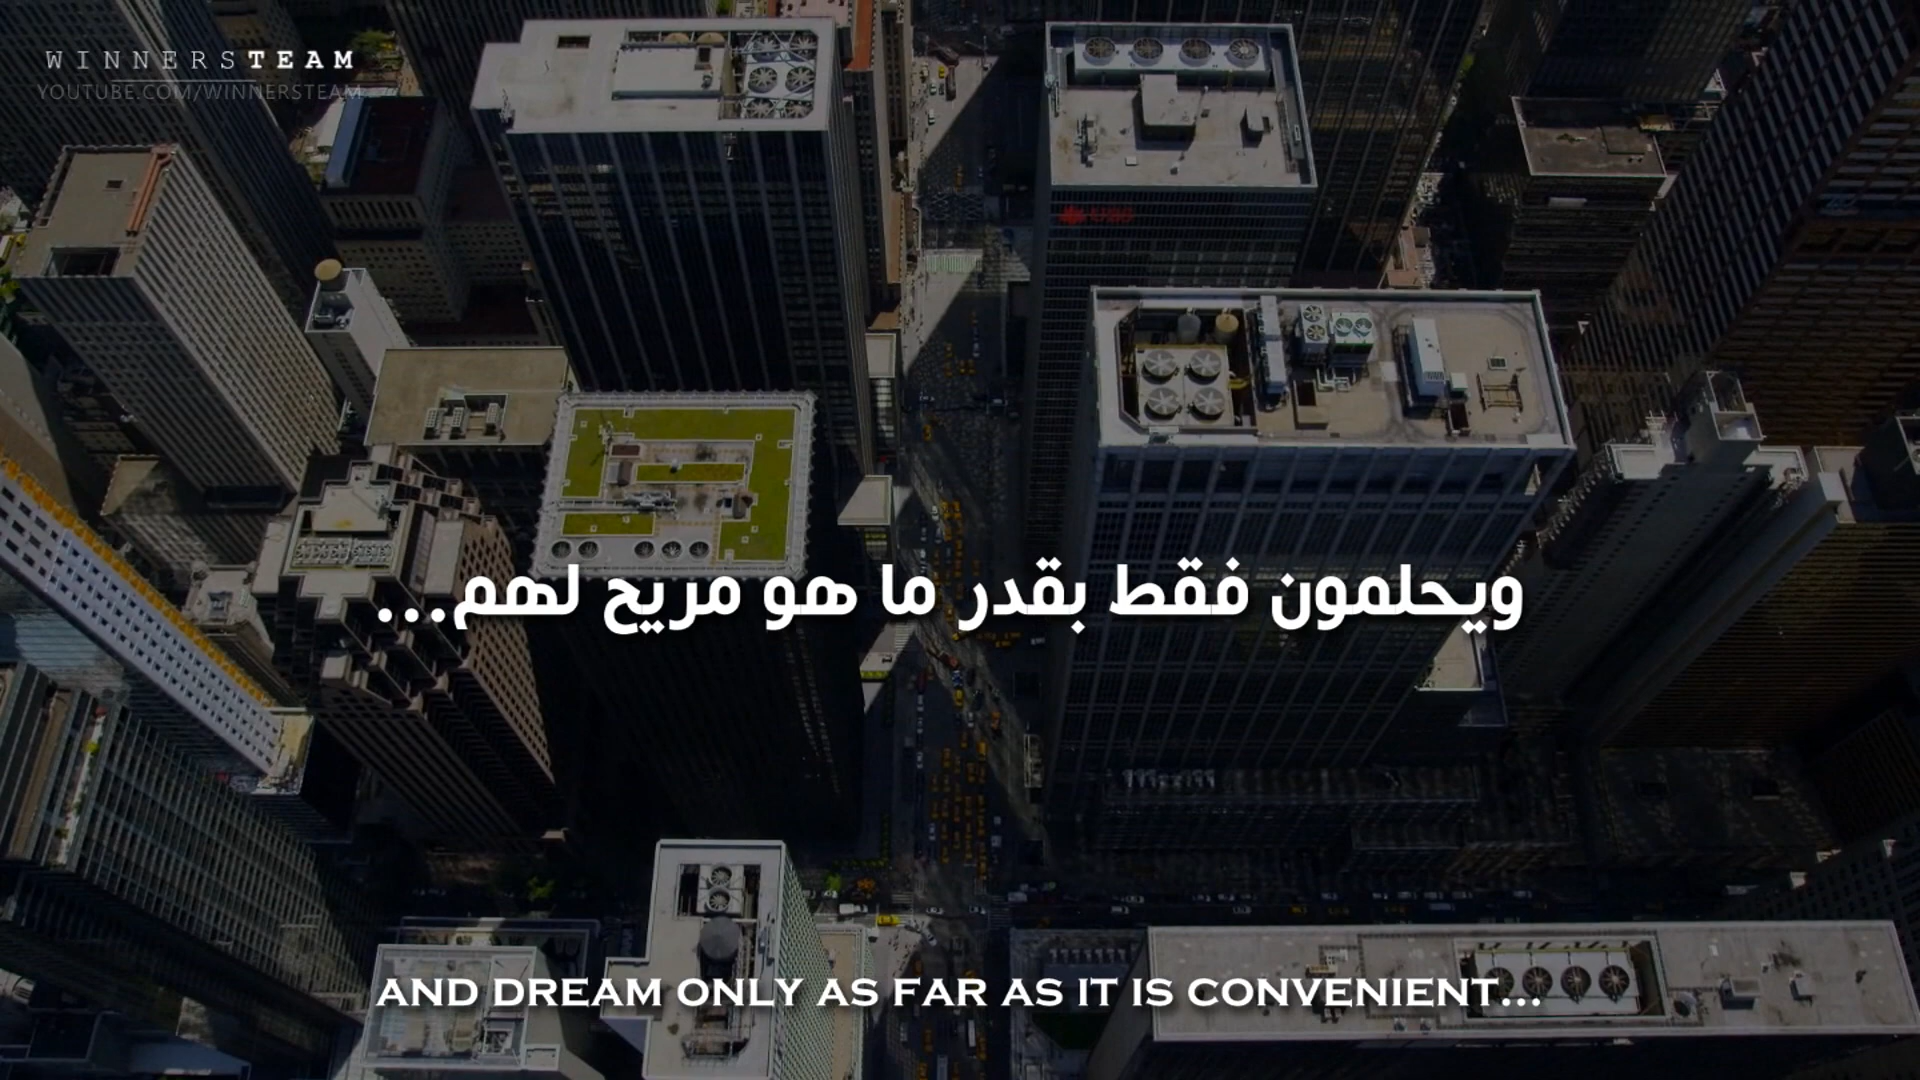 WINNERSTEAM
YOUTUBE.COM/WINNERSTEAM
ويحلمون فقط بقدر ما هو مريح لهم...
AND DREAM ONLY AS FAR AS IT IS CONVENIENT...